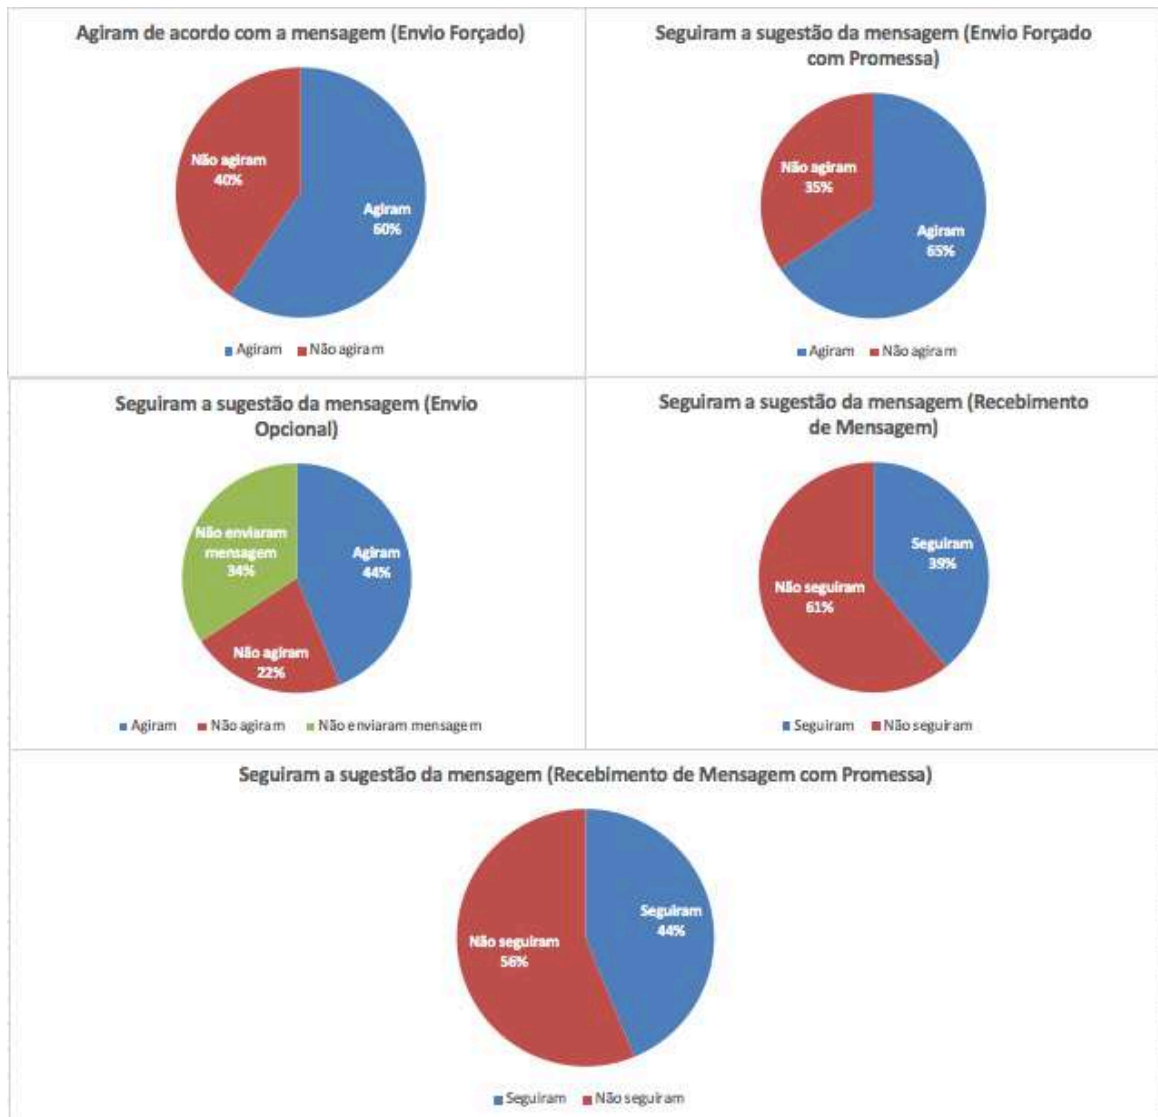 Agiram de acordo com a mensagem (Envio Forçado)
Não agiram
40%
Agiram
60%
Agiram Não agiram
Seguiram a sugestão da mensagem (Envio Forçado
com Promessa)
Não agiram
35%
Agiram
65%
Agiram Não agiram
Seguiram a sugestão da mensagem (Envio
Opcional)
Não enviaram
mensagem
34%
Agiram
44%
Não agiram
22%
Agiram Não agiram Não enviaram mensagem
Seguiram a sugestão da mensagem (Recebimento
de Mensagem)
Seguiram
39%
Não seguiram
61%
Seguiram Não seguiram
Seguiram a sugestão da mensagem (Recebimento de Mensagem com Promessa)
Seguiram
44%
Não seguiram
56%
Seguiram Não seguiram